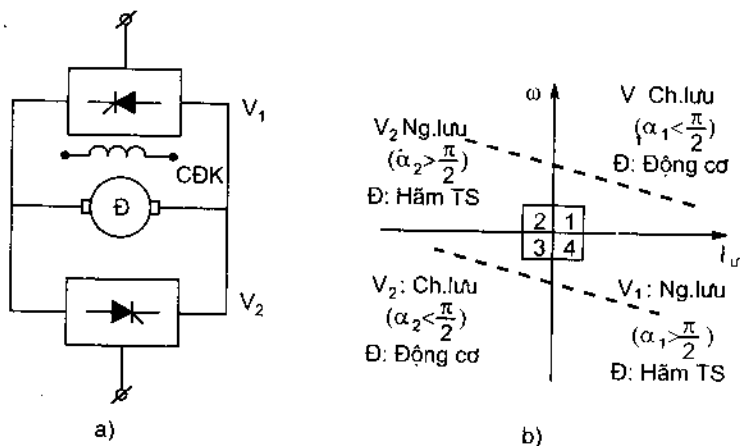 V₁
CĐK
Đ
V₂
a)
ω
V Ch.lưu
(α₁<π/2)
Đ: Động cơ
V₂ Ng.lưu
(α₂>π/2)
Đ: Hãm TS
2 1
3 4
Iư
V₂: Ch.lưu
(α₂<π/2)
Đ: Động cơ
V₁: Ng.lưu
(α₁>π/2)
Đ: Hãm TS
b)